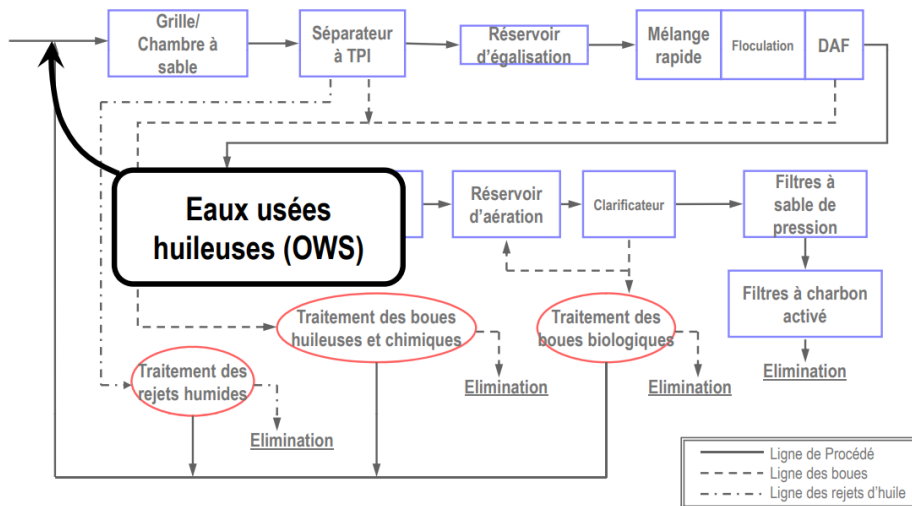 Grille/
Chambre à
sable
Séparateur
à TPI
Réservoir
d'égalisation
Mélange
rapide
Floculation
DAF
Eaux usées
huileuses (OWS)
Réservoir
d'aération
Clarificateur
Filtres à
sable de
pression
Filtres à charbon
activé
Elimination
Traitement des boues
huileuses et chimiques
Elimination
Traitement des
boues biologiques
Elimination
Traitement des
rejets humides
Elimination
Ligne de Procédé
Ligne des boues
Ligne des rejets d'huile